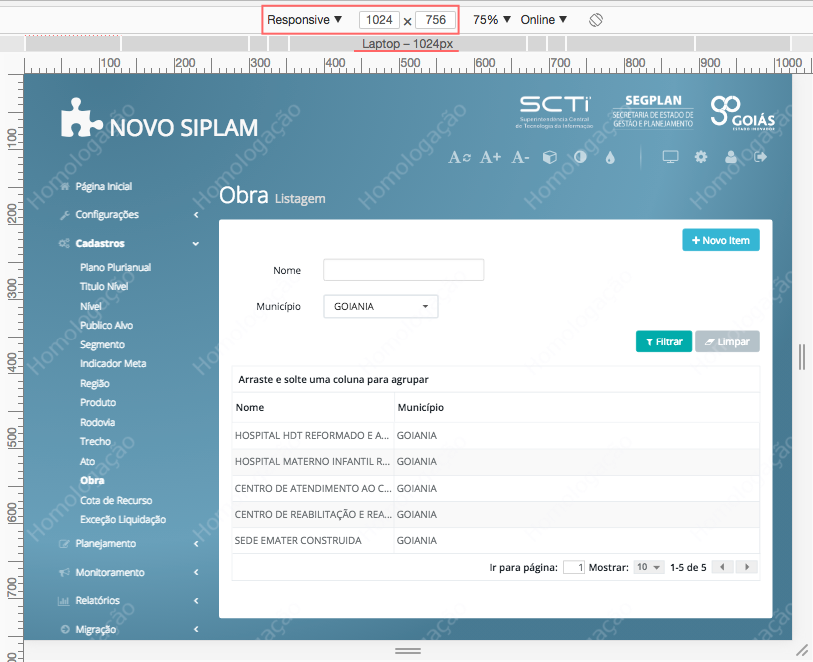 Responsive ▼ 1024 × 756 75% ▼ Online ▼
Laptop – 1024px
100 200 300 400 500 600 700 800 900 1000
100
200
300
400
500
600
700
800
NOVO SIPLAM
SCTi
Superintendência Central
de Tecnologia da Informação
SEGPLAN
SECRETARIA DE ESTADO DE
GESTÃO E PLANEJAMENTO
GOIÁS
ESTADO INOVADOR
A A+ A-
Página Inicial
Configurações
Cadastros
Plano Plurianual
Titulo Nível
Nível
Publico Alvo
Segmento
Indicador Meta
Região
Produto
Rodovia
Trecho
Ato
Obra
Cota de Recurso
Exceção Liquidação
Planejamento
Monitoramento
Relatórios
Migração
Obra Listagem
+ Novo Item
Nome
Município GOIANIA
Filtrar Limpar
Arraste e solte uma coluna para agrupar
Nome Município
HOSPITAL HDT REFORMADO E A... GOIANIA
HOSPITAL MATERNO INFANTIL R... GOIANIA
CENTRO DE ATENDIMENTO AO C... GOIANIA
CENTRO DE REABILITAÇÃO E REA... GOIANIA
SEDE EMATER CONSTRUIDA GOIANIA
Ir para página: 1 Mostrar: 10 1-5 de 5
Homologação